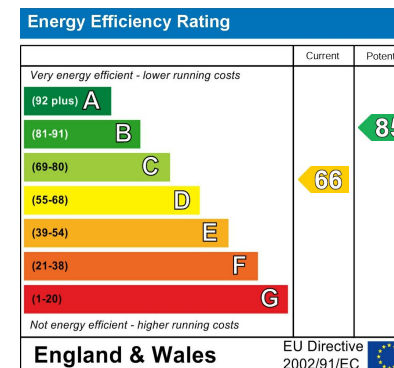 Energy Efficiency Rating
Current Potent
Very energy efficient - lower running costs
(92 plus) A
(81-91) B
85
(69-80) C
66
(55-68) D
(39-54) E
(21-38) F
(1-20) G
Not energy efficient - higher running costs
England & Wales
EU Directive
2002/91/EC